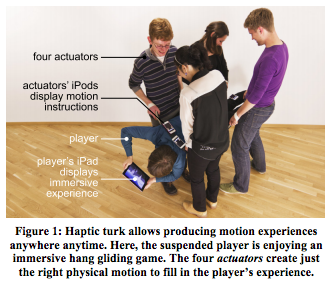 four actuators
actuators' iPods
display motion
instructions
player
player's iPad
displays
immersive
experience
Figure 1: Haptic turk allows producing motion experiences
anywhere anytime. Here, the suspended player is enjoying an
immersive hang gliding game. The four actuators create just
the right physical motion to fill in the player's experience.